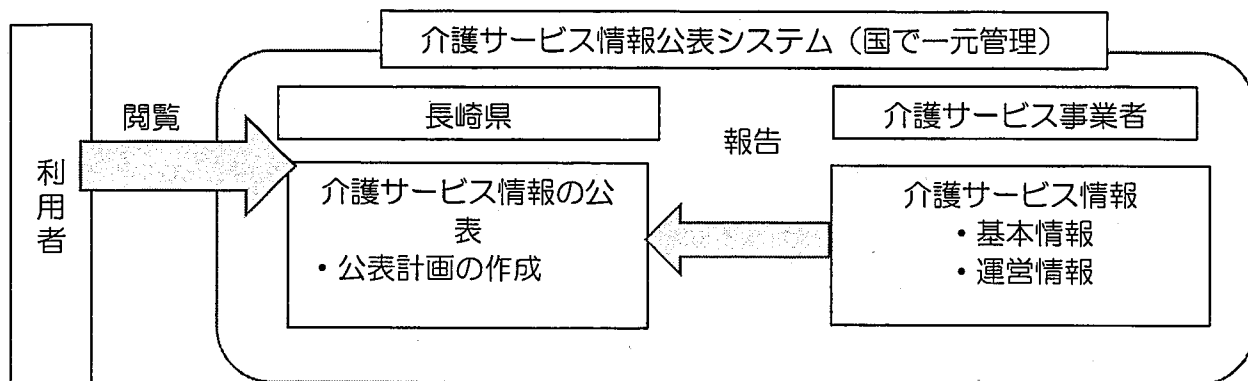 介護サービス情報公表システム（国で一元管理）
利用者
閲覧
長崎県
介護サービス情報の公
表
・公表計画の作成
報告
介護サービス事業者
介護サービス情報
・基本情報
・運営情報